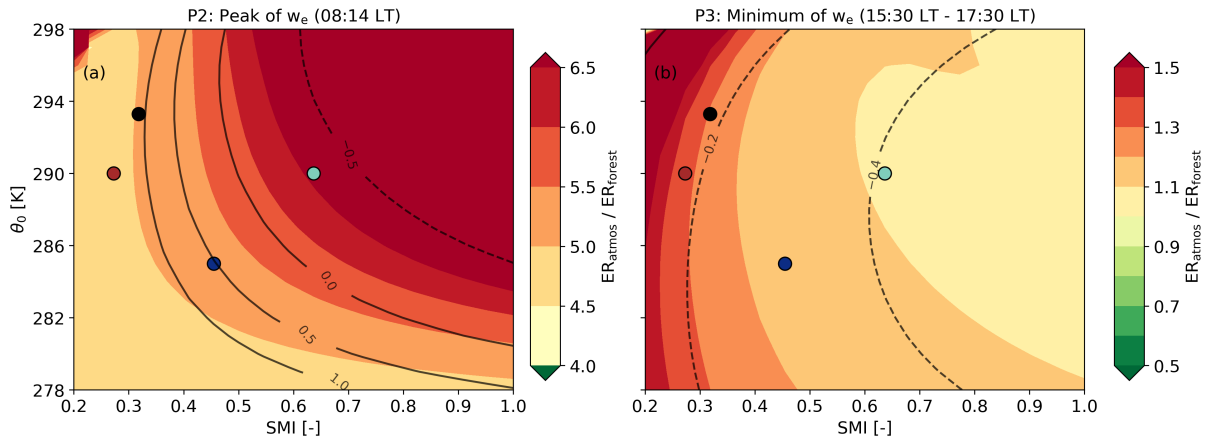 P2: Peak of wₑ (08:14 LT)
298
294
290
286
282
278
θ₀ [K]
(a)
−0.5
0.0
0.5
1.0
0.2 0.3 0.4 0.5 0.6 0.7 0.8 0.9 1.0
SMI [-]
6.5
6.0
5.5
5.0
4.5
4.0
ER_atmos / ER_forest
P3: Minimum of wₑ (15:30 LT - 17:30 LT)
(b)
−0.2
−0.4
0.2 0.3 0.4 0.5 0.6 0.7 0.8 0.9 1.0
SMI [-]
1.5
1.3
1.1
0.9
0.7
0.5
ER_atmos / ER_forest